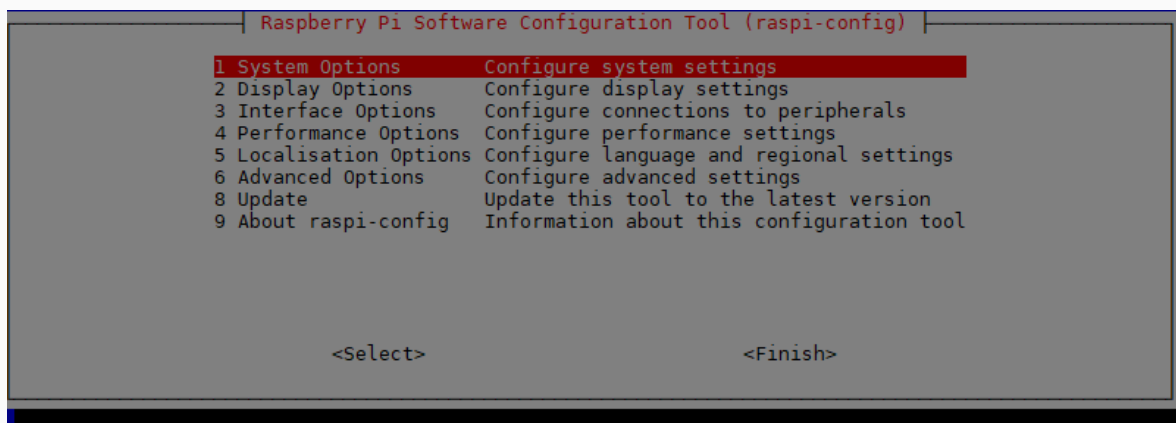 Raspberry Pi Software Configuration Tool (raspi-config)
1 System Options Configure system settings
2 Display Options Configure display settings
3 Interface Options Configure connections to peripherals
4 Performance Options Configure performance settings
5 Localisation Options Configure language and regional settings
6 Advanced Options Configure advanced settings
8 Update Update this tool to the latest version
9 About raspi-config Information about this configuration tool
<Select> <Finish>